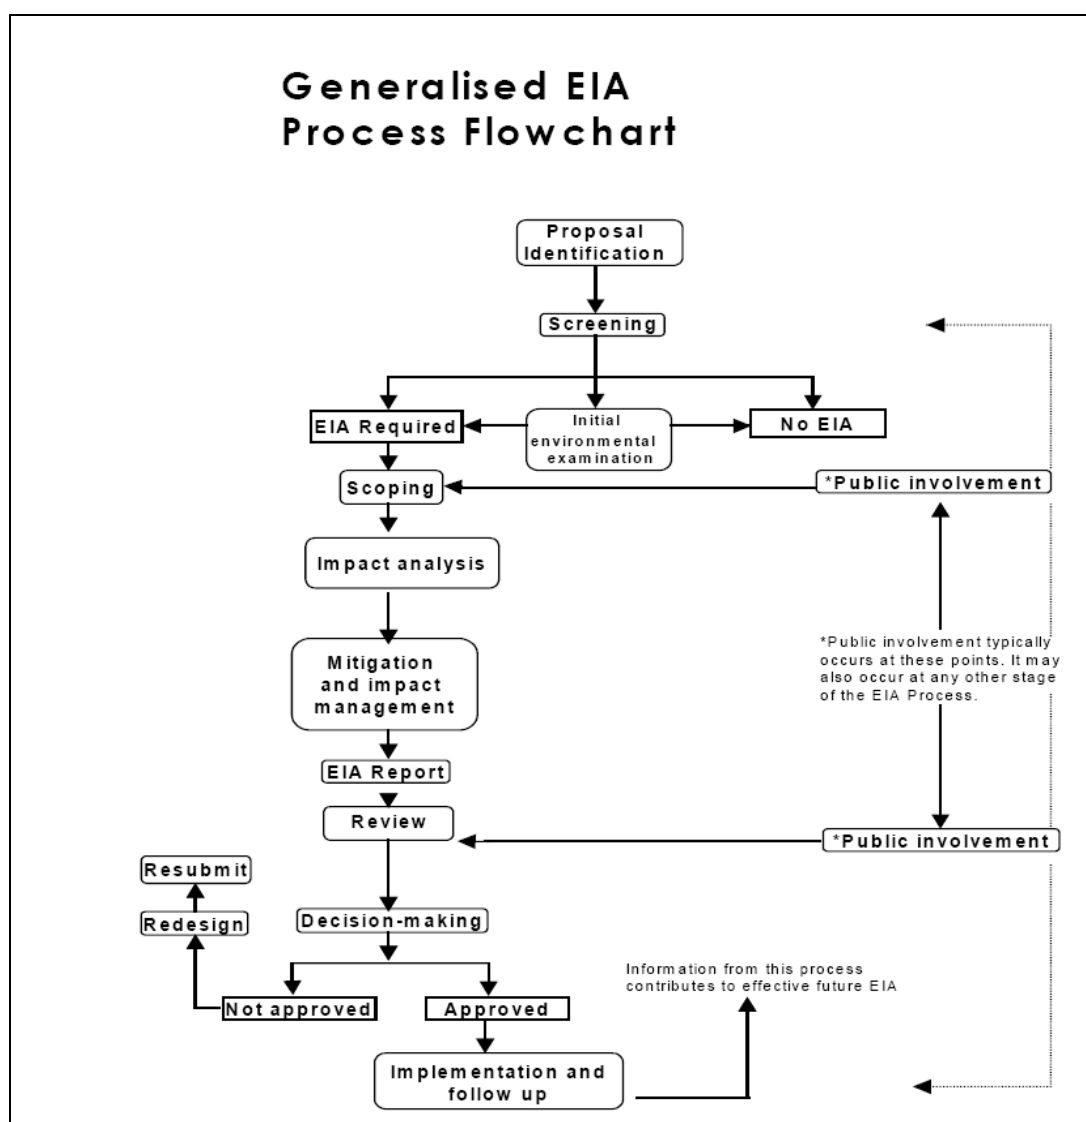 Generalised EIA
Process Flowchart
Proposal
Identification
Screening
EIA Required
Initial
environmental
examination
No EIA
Scoping
*Public involvement
Impact analysis
*Public involvement typically
occurs at these points. It may
also occur at any other stage
of the EIA Process.
Mitigation
and impact
management
EIA Report
Review
*Public involvement
Resubmit
Redesign
Decision-making
Information from this process
contributes to effective future EIA
Not approved
Approved
Implementation and
follow up